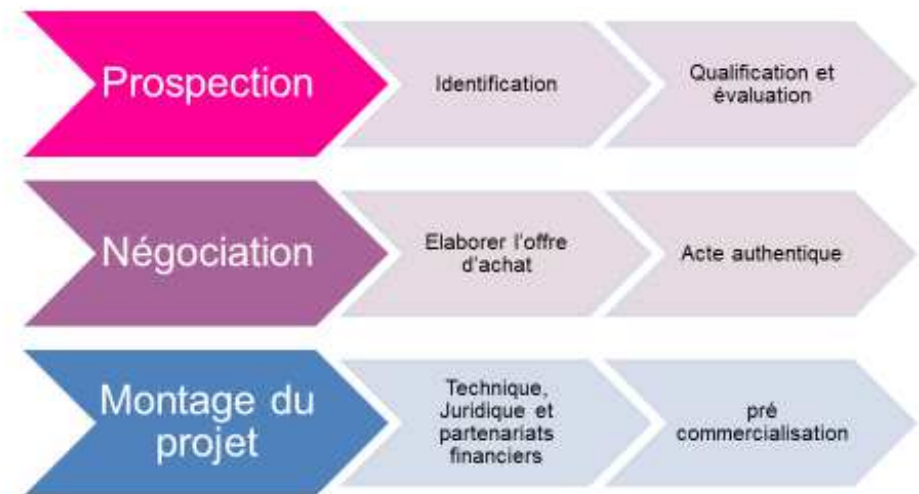 Prospection
Identification
Qualification et
évaluation
Négociation
Elaborer l'offre
d'achat
Acte authentique
Montage du
projet
Technique,
Juridique et
partenariats
financiers
pré
commercialisation